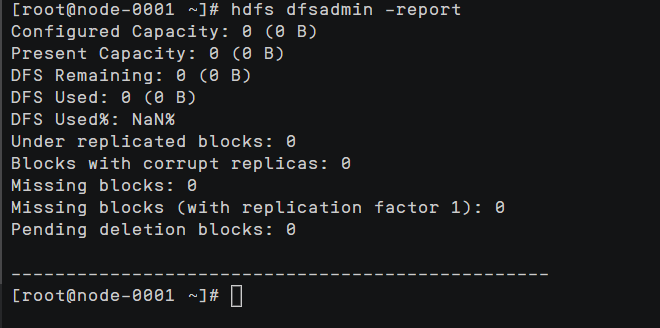 [root@node-0001 ~]# hdfs dfsadmin -report
Configured Capacity: 0 (0 B)
Present Capacity: 0 (0 B)
DFS Remaining: 0 (0 B)
DFS Used: 0 (0 B)
DFS Used%: NaN%
Under replicated blocks: 0
Blocks with corrupt replicas: 0
Missing blocks: 0
Missing blocks (with replication factor 1): 0
Pending deletion blocks: 0
-------------------------------------------------
[root@node-0001 ~]#